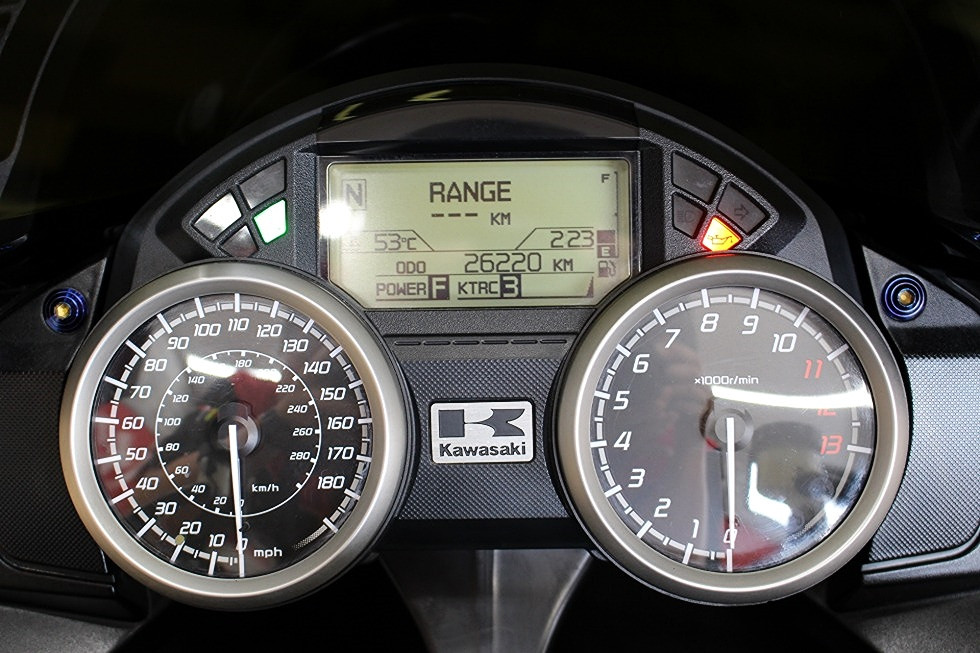 N
RANGE
--- KM
F
53°C
223
E
ODO 26220 KM
POWER F KTRC 3
0 10 20 30 40 50 60 70 80 90 100 110 120 130 140 150 160 170 180
mph
0 20 40 60 80 100 120 140 180 220 240 260 280
km/h
Kawasaki
0 1 2 3 4 5 6 7 8 9 10 11 12 13
×1000r/min